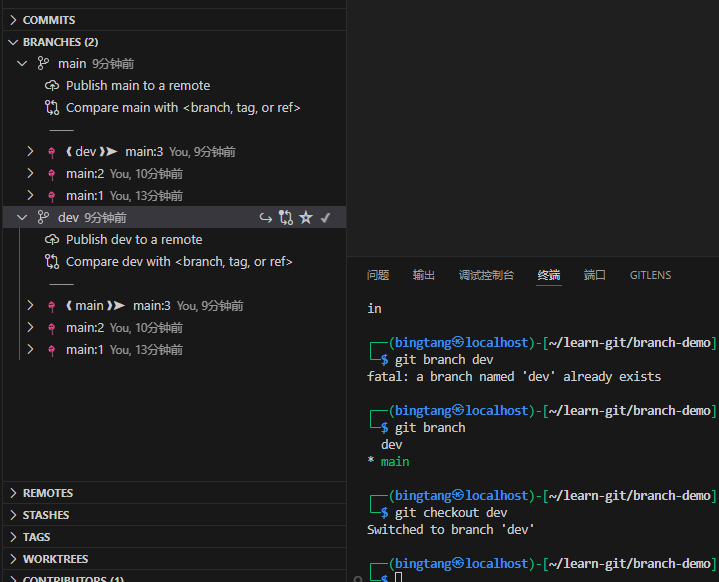 COMMITS
BRANCHES (2)
main 9分钟前
Publish main to a remote
Compare main with <branch, tag, or ref>
❰ dev ❱➤ main:3 You, 9分钟前
main:2 You, 10分钟前
main:1 You, 13分钟前
dev 9分钟前
Publish dev to a remote
Compare dev with <branch, tag, or ref>
❰ main ❱➤ main:3 You, 9分钟前
main:2 You, 10分钟前
main:1 You, 13分钟前
REMOTES
STASHES
TAGS
WORKTREES
CONTRIBUTORS (1)
问题 输出 调试控制台 终端 端口 GITLENS
in
┌──(bingtang㉿localhost)-[~/learn-git/branch-demo]
└─$ git branch dev
fatal: a branch named 'dev' already exists
┌──(bingtang㉿localhost)-[~/learn-git/branch-demo]
└─$ git branch
dev
* main
┌──(bingtang㉿localhost)-[~/learn-git/branch-demo]
└─$ git checkout dev
Switched to branch 'dev'
┌──(bingtang㉿localhost)-[~/learn-git/branch-demo]
└─$